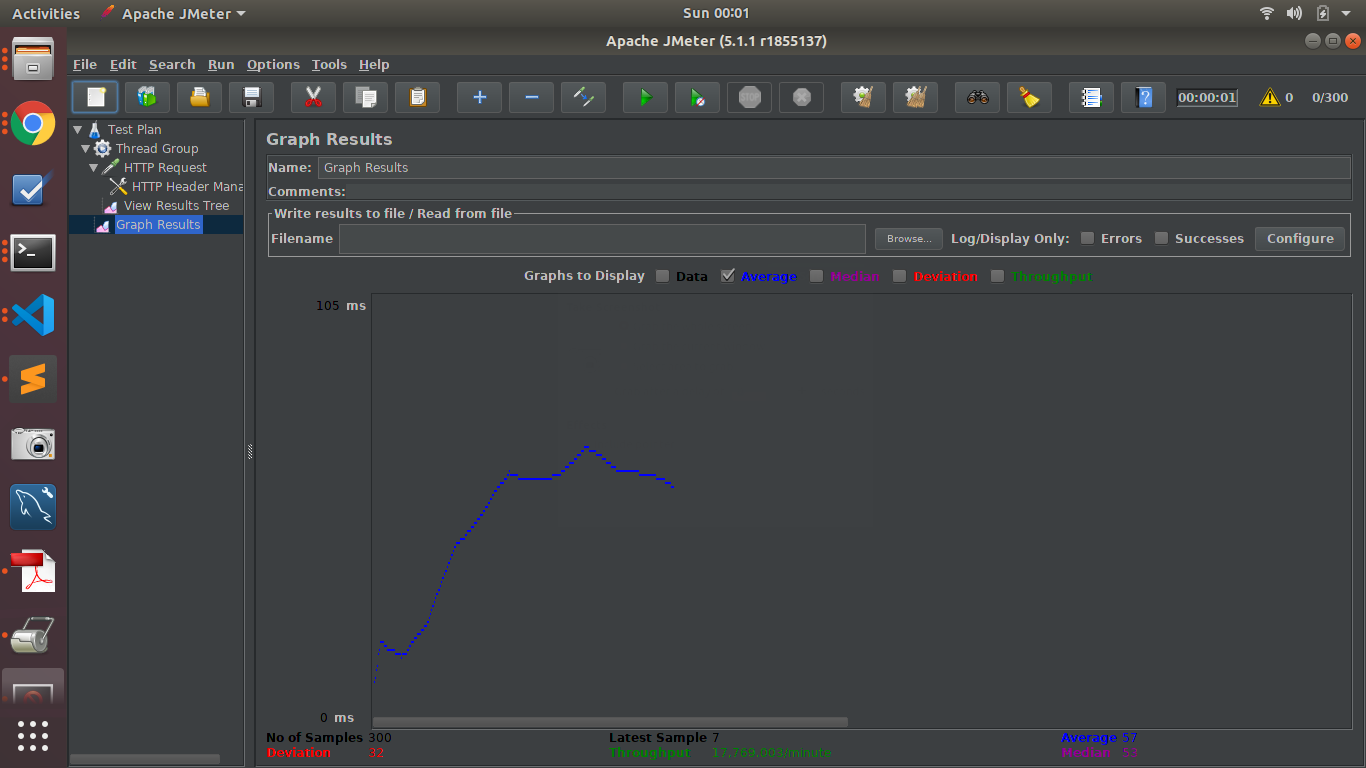 Activities Apache JMeter Sun 00:01
Apache JMeter (5.1.1 r1855137)
File Edit Search Run Options Tools Help
00:00:01 0 0/300
Test Plan
Thread Group
HTTP Request
HTTP Header Mana
View Results Tree
Graph Results
Graph Results
Name: Graph Results
Comments:
Write results to file / Read from file
Filename Browse... Log/Display Only: Errors Successes Configure
Graphs to Display Data Average Median Deviation Throughput
105 ms
0 ms
No of Samples 300 Latest Sample 7 Average 57
Deviation 32 Throughput /minute Median